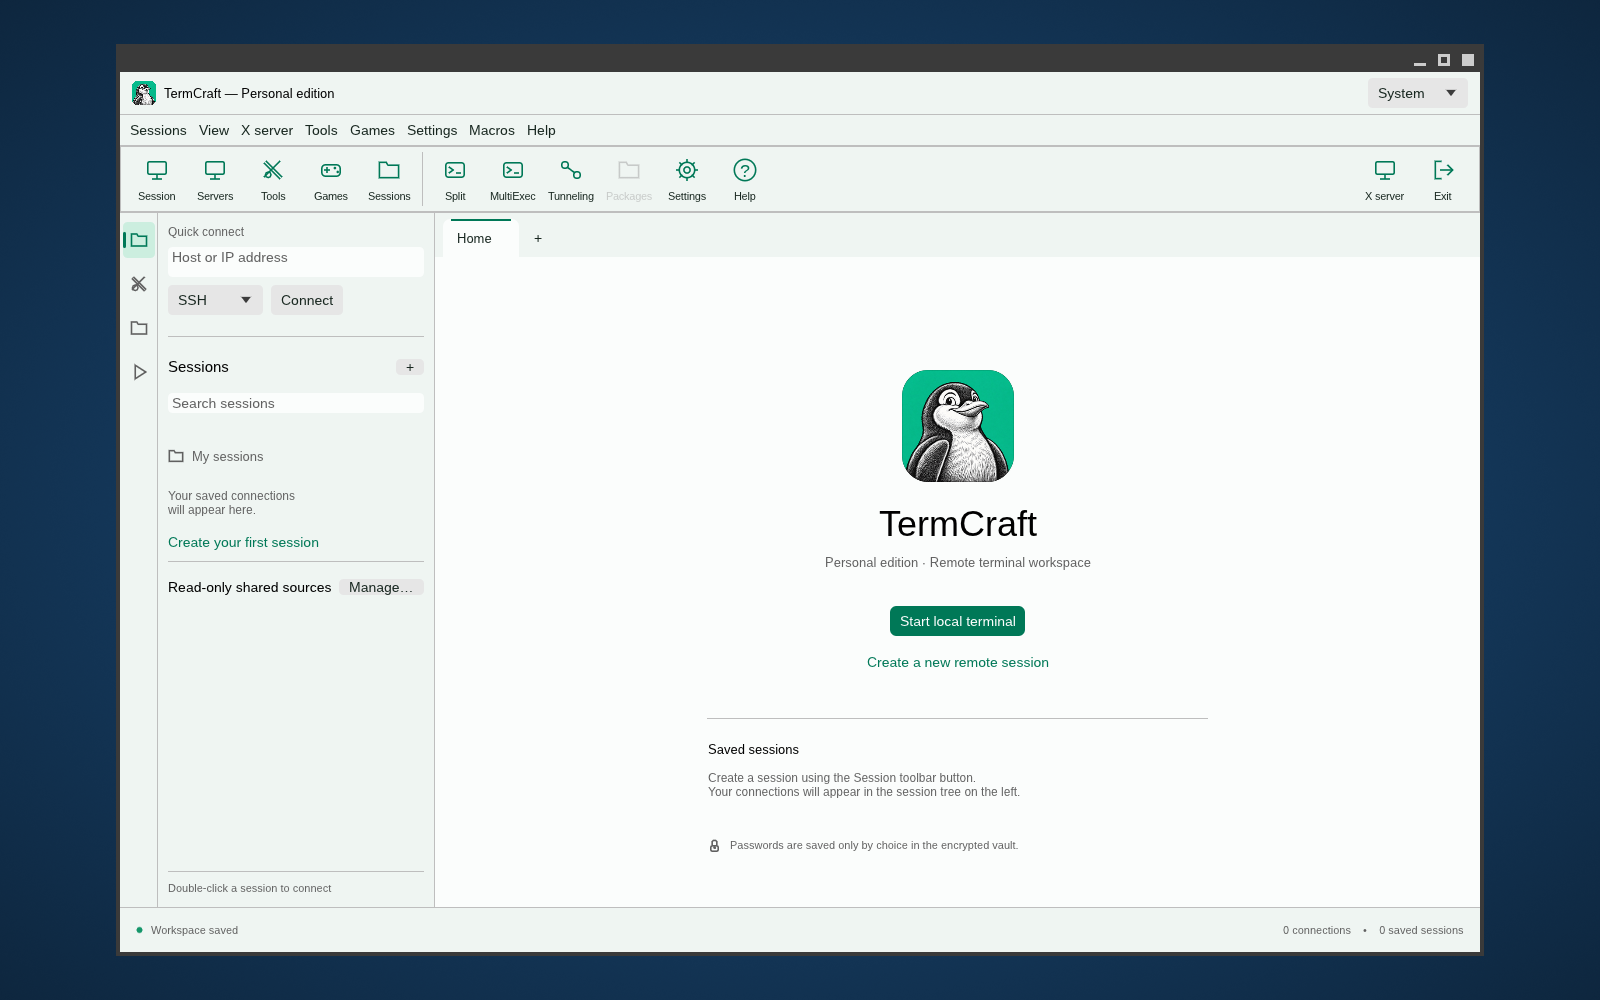 TermCraft — Personal edition
System
Sessions View X server Tools Games Settings Macros Help
Session Servers Tools Games Sessions Split MultiExec Tunneling Packages Settings Help X server Exit
Quick connect
Host or IP address
SSH Connect
Sessions +
Search sessions
My sessions
Your saved connections
will appear here.
Create your first session
Read-only shared sources Manage…
Double-click a session to connect
Home +
TermCraft
Personal edition · Remote terminal workspace
Start local terminal
Create a new remote session
Saved sessions
Create a session using the Session toolbar button.
Your connections will appear in the session tree on the left.
Passwords are saved only by choice in the encrypted vault.
Workspace saved
0 connections • 0 saved sessions